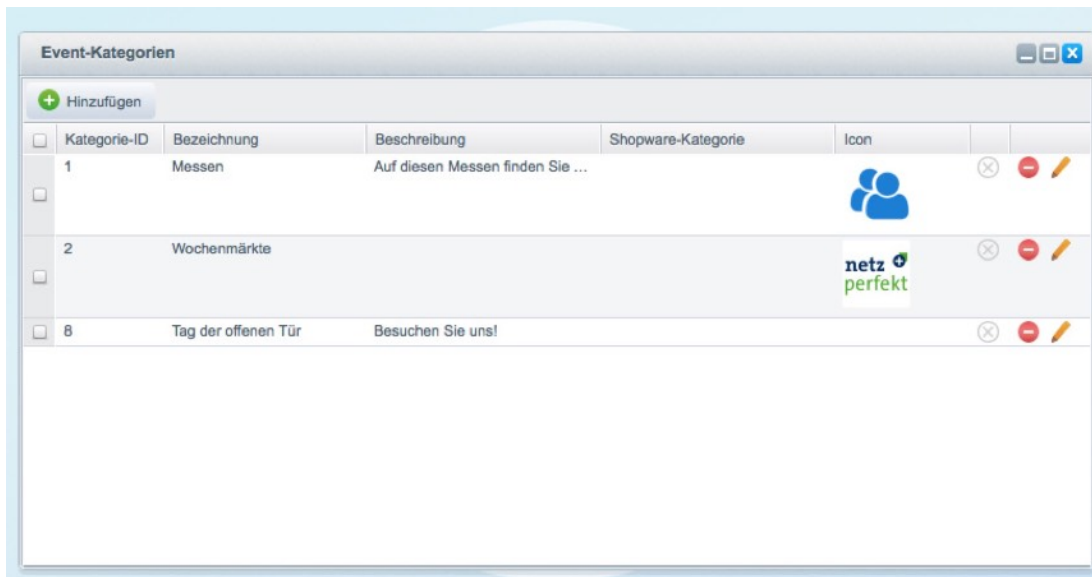 Event-Kategorien
Hinzufügen
Kategorie-ID Bezeichnung Beschreibung Shopware-Kategorie Icon
1 Messen Auf diesen Messen finden Sie ...
2 Wochenmärkte
netz
perfekt
8 Tag der offenen Tür Besuchen Sie uns!